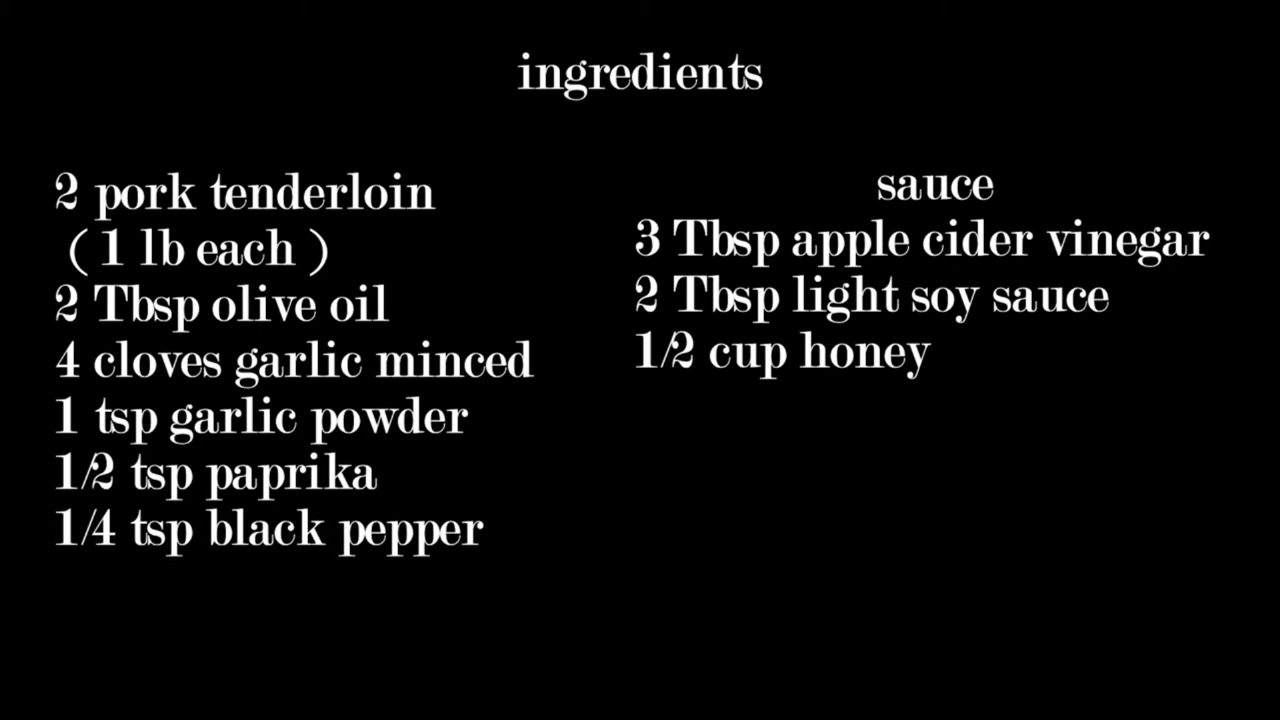 ingredients
2 pork tenderloin
( 1 lb each )
2 Tbsp olive oil
4 cloves garlic minced
1 tsp garlic powder
1/2 tsp paprika
1/4 tsp black pepper
sauce
3 Tbsp apple cider vinegar
2 Tbsp light soy sauce
1/2 cup honey